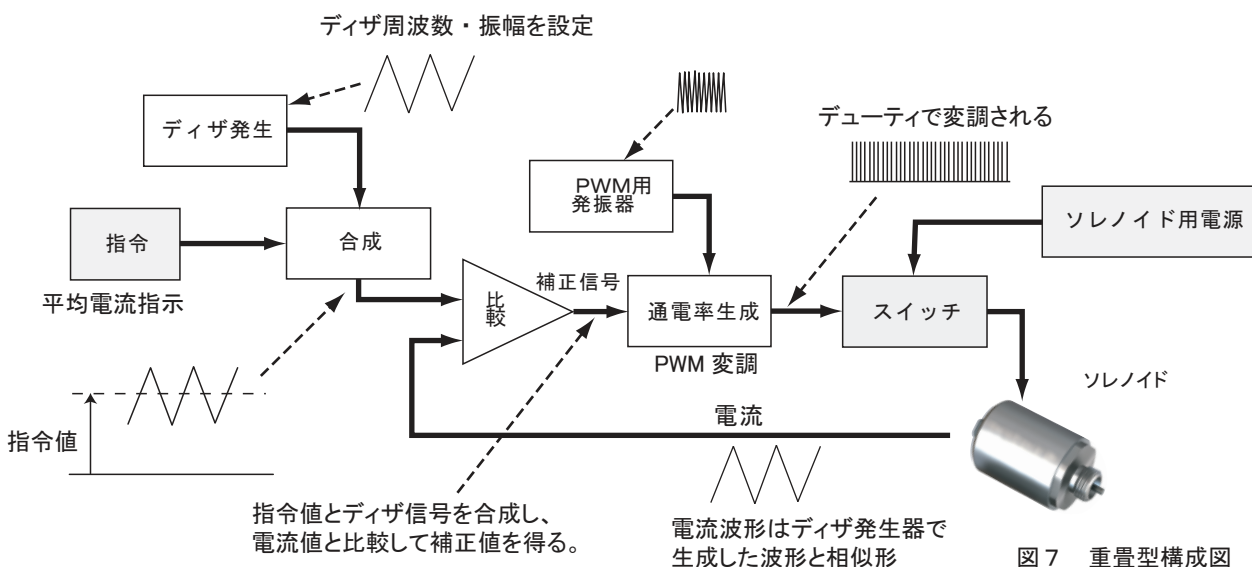 ディザ周波数・振幅を設定
ディザ発生
デューティで変調される
PWM用
発振器
ソレノイド用電源
指令
合成
平均電流指示
補正信号
比較
通電率生成
スイッチ
PWM 変調
ソレノイド
電流
指令値
指令値とディザ信号を合成し、
電流値と比較して補正値を得る。
電流波形はディザ発生器で
生成した波形と相似形
図7 重畳型構成図